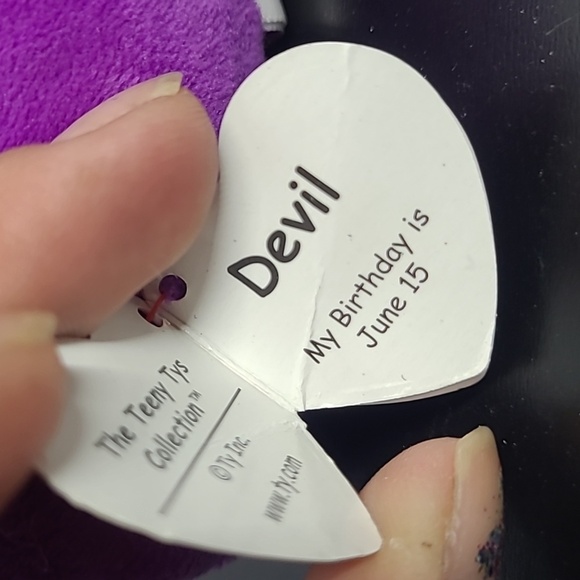 The Teeny Tys
Collection™
© Ty Inc.
www.ty.com
Devil
My Birthday is
June 15